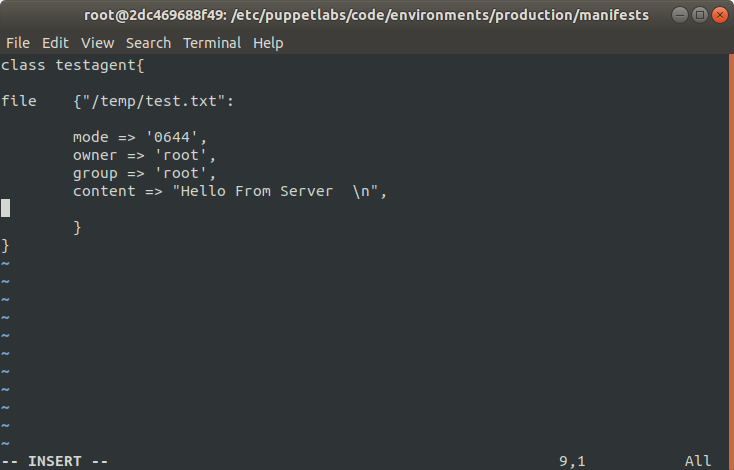 root@2dc469688f49: /etc/puppetlabs/code/environments/production/manifests
File Edit View Search Terminal Help
class testagent{
file    {"/temp/test.txt":
        mode => '0644',
        owner => 'root',
        group => 'root',
        content => "Hello From Server  \n",
        }
}
~
~
~
~
~
~
~
~
~
~
~
-- INSERT --                                                  9,1           All